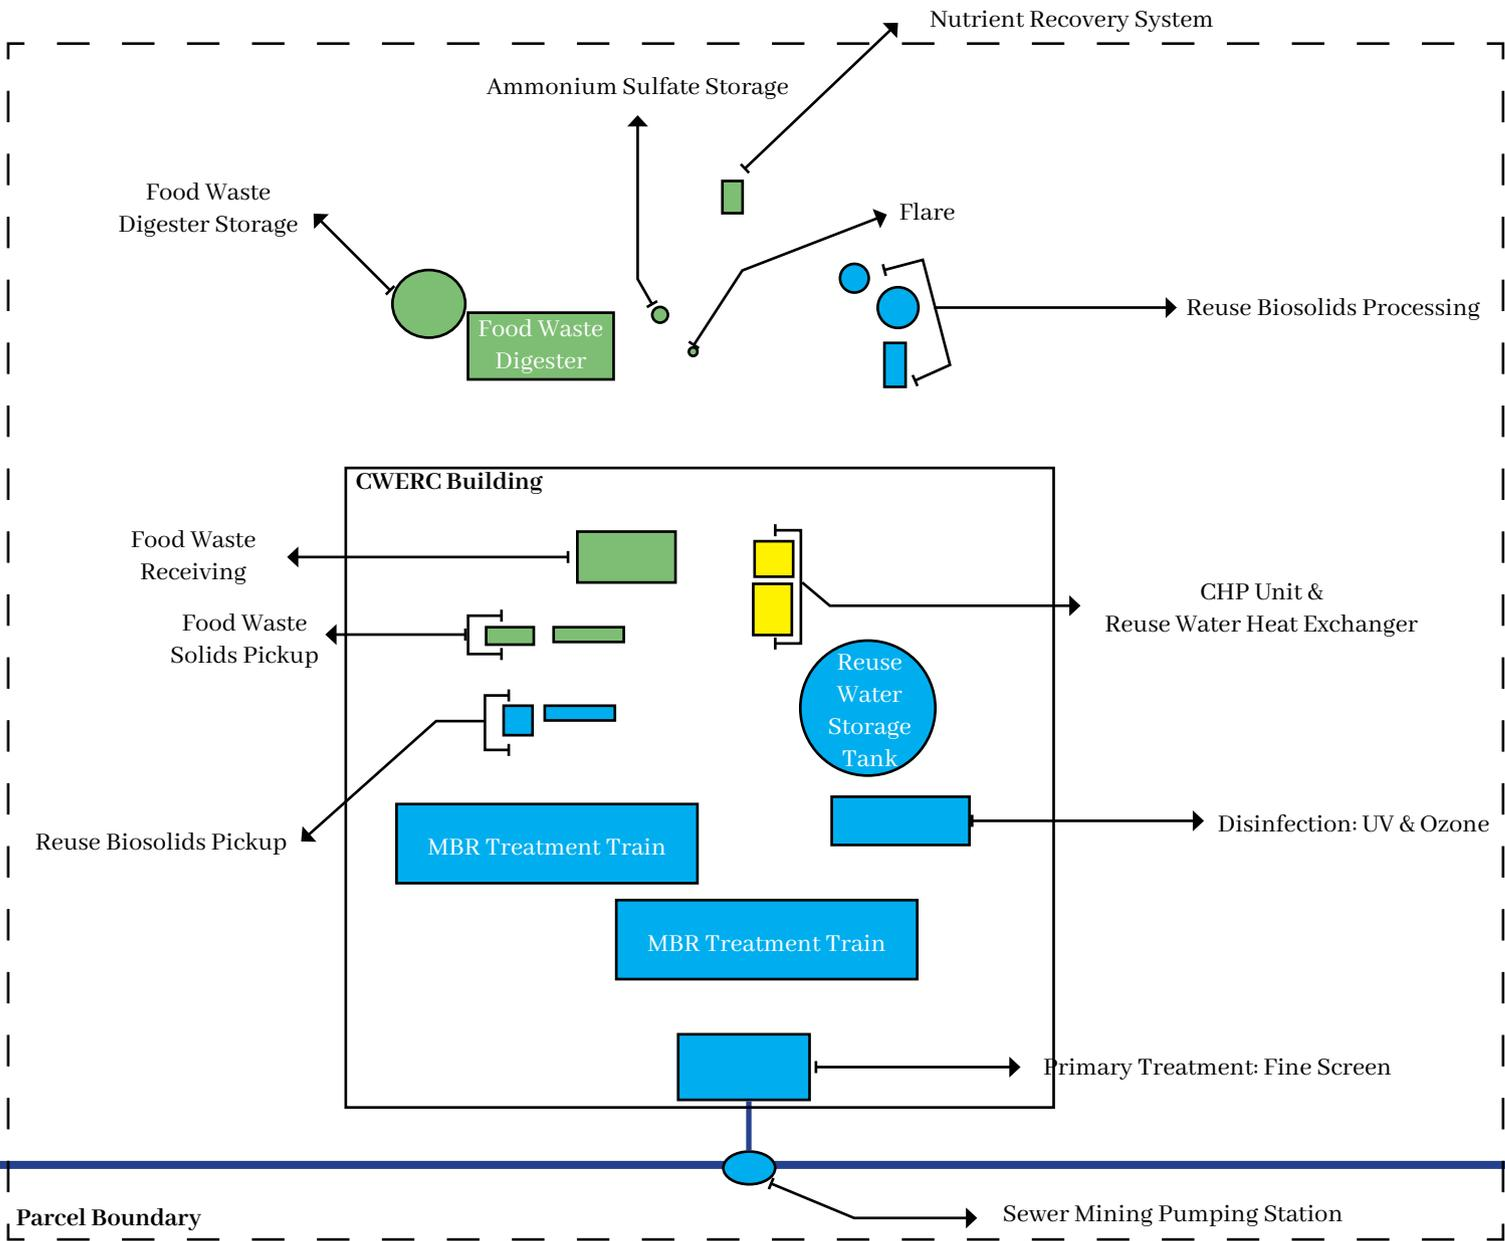 Nutrient Recovery System
Ammonium Sulfate Storage
Food Waste
Digester Storage
Flare
Reuse Biosolids Processing
Food Waste
Digester
CWERC Building
Food Waste
Receiving
CHP Unit &
Reuse Water Heat Exchanger
Food Waste
Solids Pickup
Reuse
Water
Storage
Tank
Reuse Biosolids Pickup
MBR Treatment Train
Disinfection: UV & Ozone
MBR Treatment Train
Primary Treatment: Fine Screen
Parcel Boundary
Sewer Mining Pumping Station